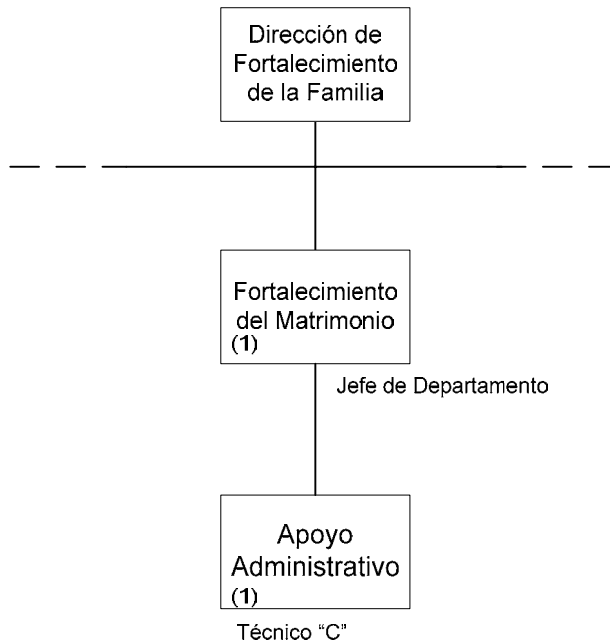 Dirección de
Fortalecimiento
de la Familia
Fortalecimiento
del Matrimonio
(1)
Jefe de Departamento
Apoyo
Administrativo
(1)
Técnico “C”